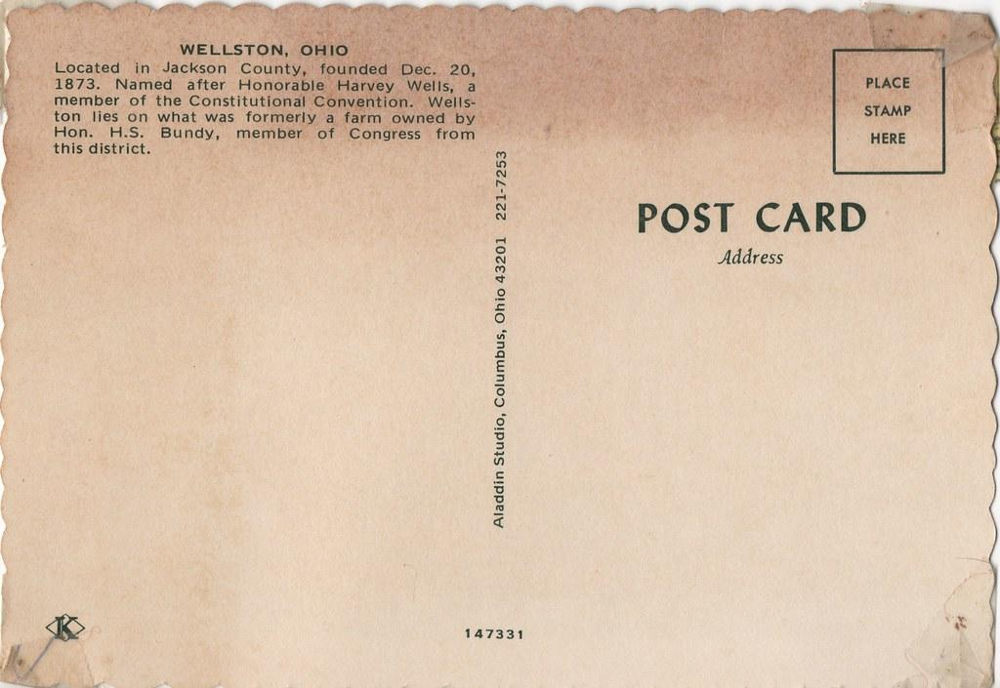 WELLSTON, OHIO
Located in Jackson County, founded Dec. 20,
1873. Named after Honorable Harvey Wells, a
member of the Constitutional Convention. Wells-
ton lies on what was formerly a farm owned by
Hon. H.S. Bundy, member of Congress from
this district.
Aladdin Studio, Columbus, Ohio 43201 221-7253
PLACE
STAMP
HERE
POST CARD
Address
K
147331